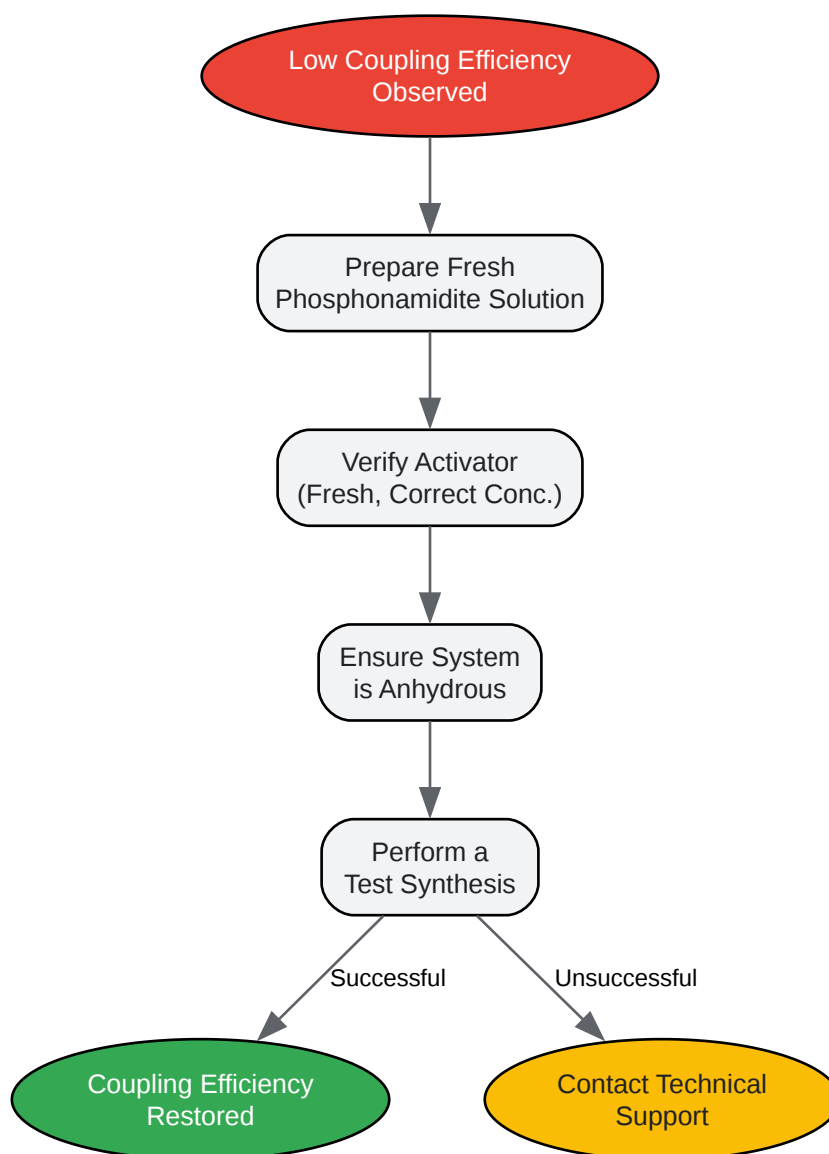 Low Coupling Efficiency
Observed
Prepare Fresh
Phosphonamidite Solution
Verify Activator
(Fresh, Correct Conc.)
Ensure System
is Anhydrous
Perform a
Test Synthesis
Successful
Unsuccessful
Coupling Efficiency
Restored
Contact Technical
Support